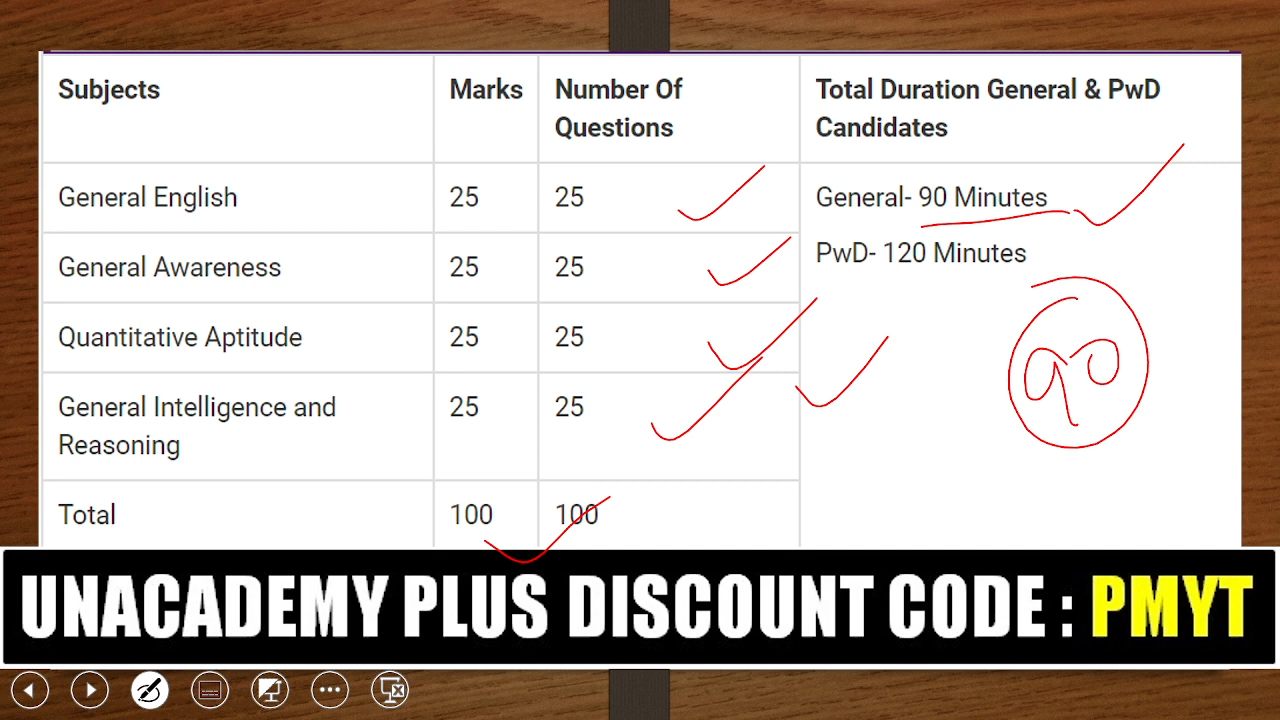 Subjects Marks Number Of Questions Total Duration General & PwD Candidates
General English 25 25 General- 90 Minutes
PwD- 120 Minutes
General Awareness 25 25
Quantitative Aptitude 25 25
90
General Intelligence and Reasoning 25 25
Total 100 100
UNACADEMY PLUS DISCOUNT CODE : PMYT